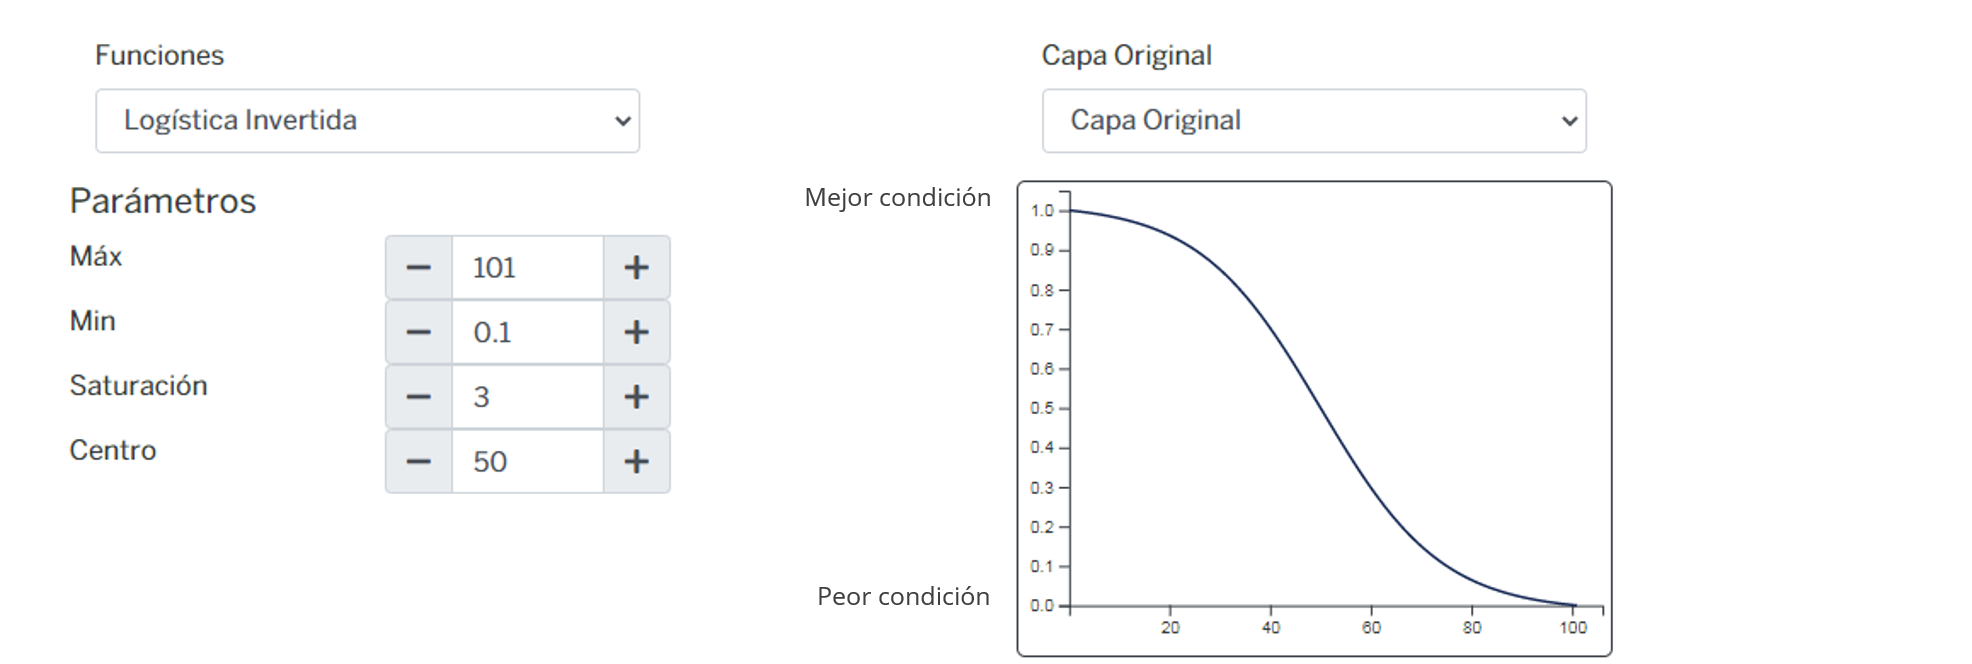 Funciones
Logística Invertida
Parámetros
Máx
101
Min
0.1
Saturación
3
Centro
50
Capa Original
Capa Original
Mejor condición
Peor condición
1.0
0.9
0.8
0.7
0.6
0.5
0.4
0.3
0.2
0.1
0.0
20 40 60 80 100